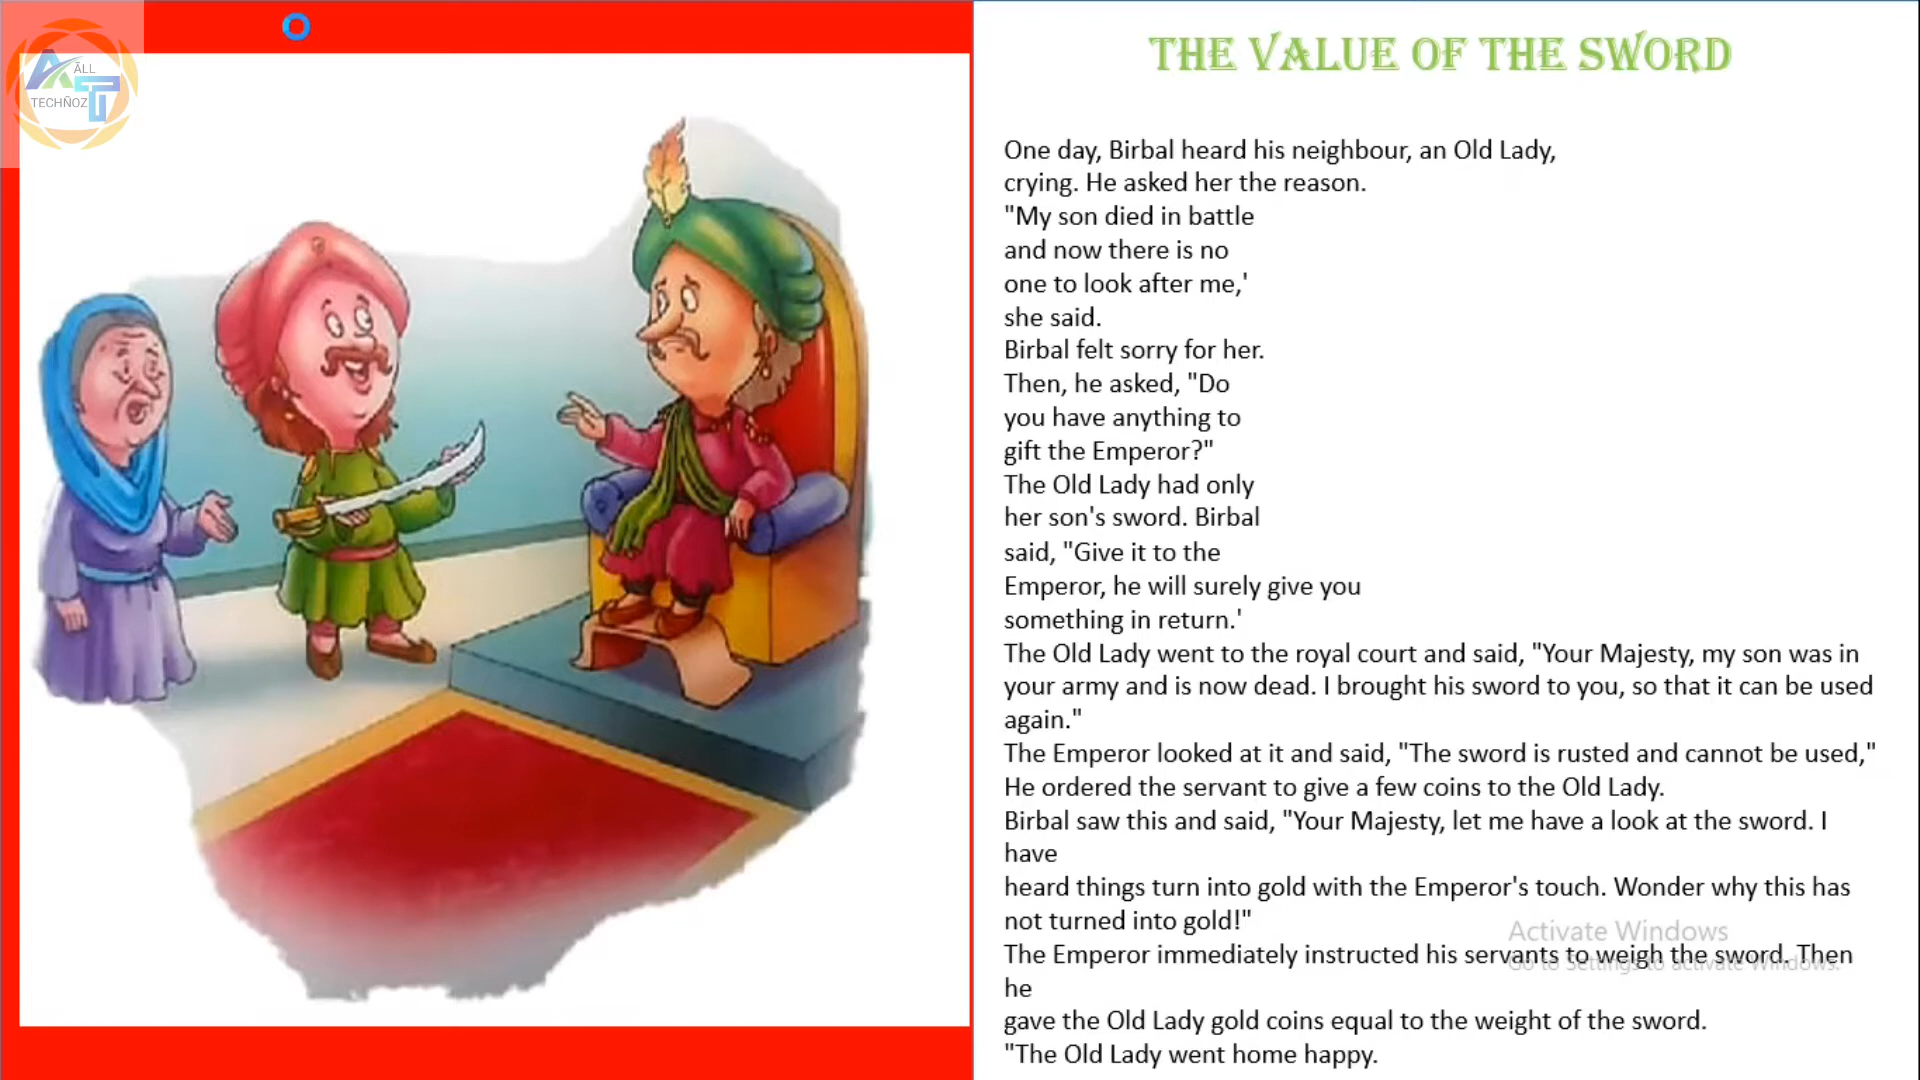 ĀLL
TECHÑOZ
THE VALUE OF THE SWORD
One day, Birbal heard his neighbour, an Old Lady,
crying. He asked her the reason.
"My son died in battle
and now there is no
one to look after me,'
she said.
Birbal felt sorry for her.
Then, he asked, "Do
you have anything to
gift the Emperor?"
The Old Lady had only
her son's sword. Birbal
said, "Give it to the
Emperor, he will surely give you
something in return.'
The Old Lady went to the royal court and said, "Your Majesty, my son was in
your army and is now dead. I brought his sword to you, so that it can be used
again."
The Emperor looked at it and said, "The sword is rusted and cannot be used,"
He ordered the servant to give a few coins to the Old Lady.
Birbal saw this and said, "Your Majesty, let me have a look at the sword. I
have
heard things turn into gold with the Emperor's touch. Wonder why this has
not turned into gold!"
The Emperor immediately instructed his servants to weigh the sword. Then
he
gave the Old Lady gold coins equal to the weight of the sword.
"The Old Lady went home happy.
Activate Windows
Go to Settings to activate Windows.